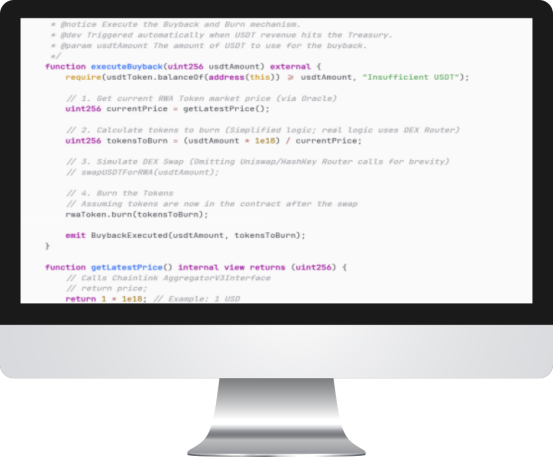 * @notice Execute the Buyback and Burn mechanism.
* @dev Triggered automatically when USDT revenue hits the Treasury.
* @param usdtAmount The amount of USDT to use for the buyback.
*/
function executeBuyback(uint256 usdtAmount) external {
require(usdtToken.balanceOf(address(this)) >= usdtAmount, "Insufficient USDT");
// 1. Get current RWA Token market price (via Oracle)
uint256 currentPrice = getLatestPrice();
// 2. Calculate tokens to burn (Simplified logic; real logic uses DEX Router)
uint256 tokensToBurn = (usdtAmount * 1e18) / currentPrice;
// 3. Simulate DEX Swap (Omitting Uniswap/HashKey Router calls for brevity)
// swapUSDTForRWA(usdtAmount);
// 4. Burn the Tokens
// Assuming tokens are now in the contract after the swap
rwaToken.burn(tokensToBurn);
emit BuybackExecuted(usdtAmount, tokensToBurn);
}
function getLatestPrice() internal view returns (uint256) {
// Calls Chainlink AggregatorV3Interface
// return price;
return 1 * 1e18; // Example: 1 USD